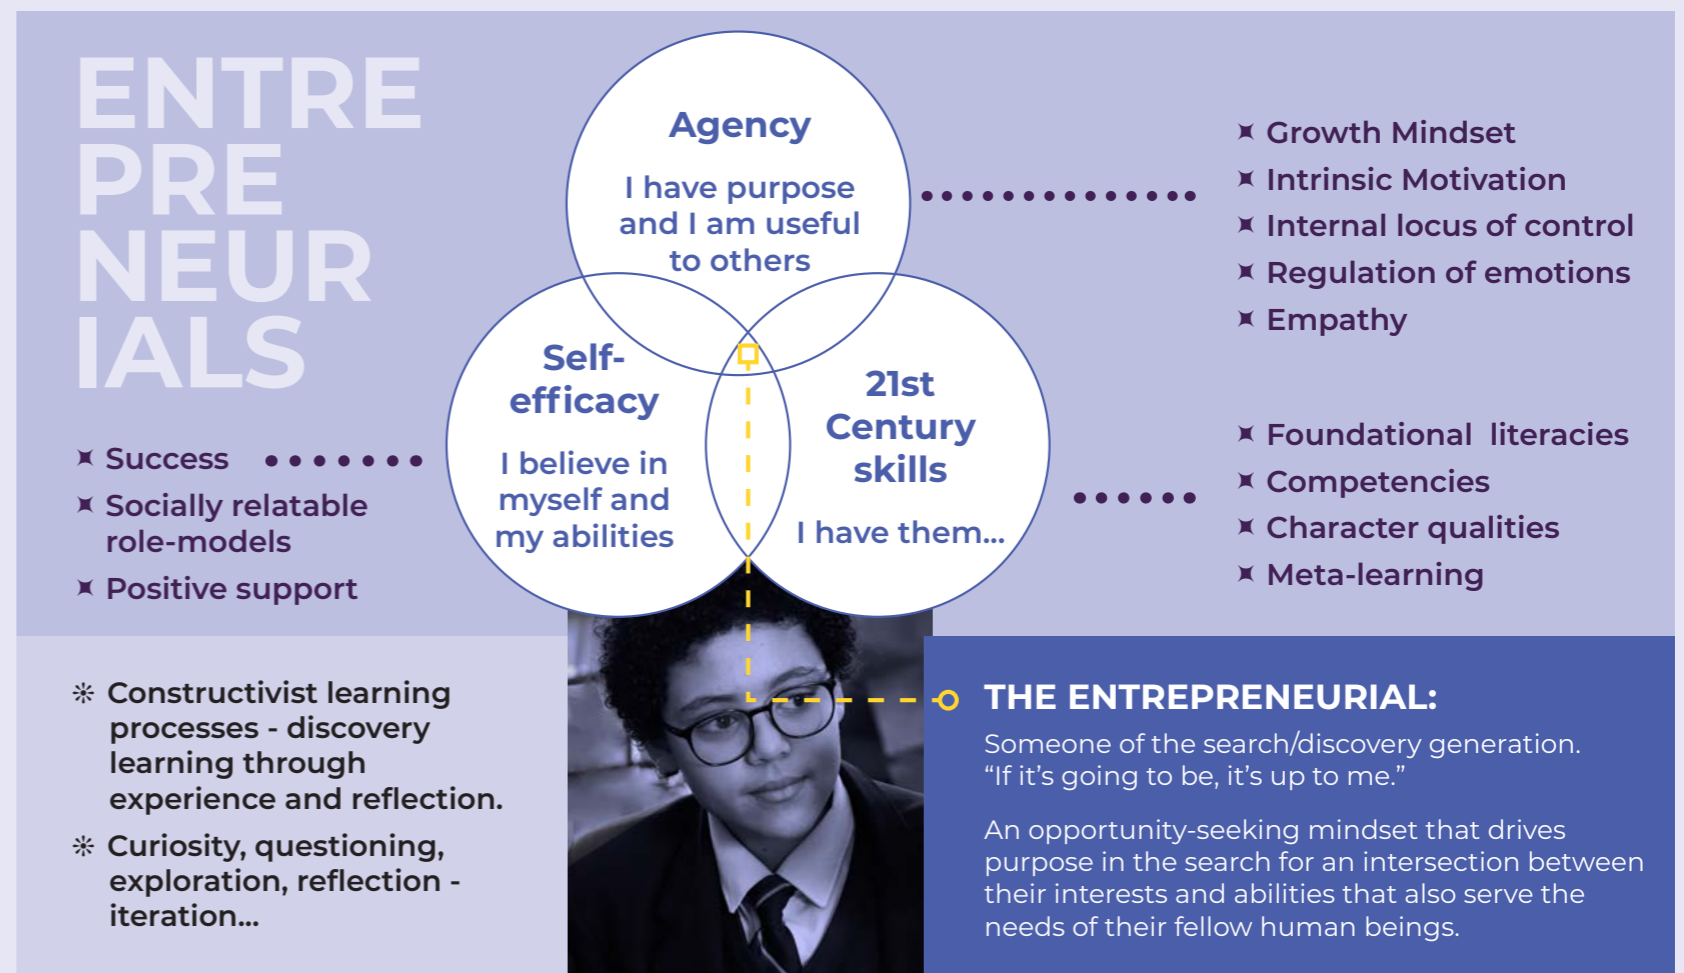 ENTRE
PRE
NEUR
IALS
Agency
I have purpose
and I am useful
to others
Growth Mindset
Intrinsic Motivation
Internal locus of control
Regulation of emotions
Empathy
Self-
efficacy
I believe in
myself and
my abilities
Success
Socially relatable
role-models
Positive support
21st
Century
skills
I have them...
Foundational literacies
Competencies
Character qualities
Meta-learning
Constructivist learning
processes - discovery
learning through
experience and reflection.
Curiosity, questioning,
exploration, reflection -
iteration...
THE ENTREPRENEURIAL:
Someone of the search/discovery generation.
“If it’s going to be, it’s up to me.”
An opportunity-seeking mindset that drives
purpose in the search for an intersection between
their interests and abilities that also serve the
needs of their fellow human beings.